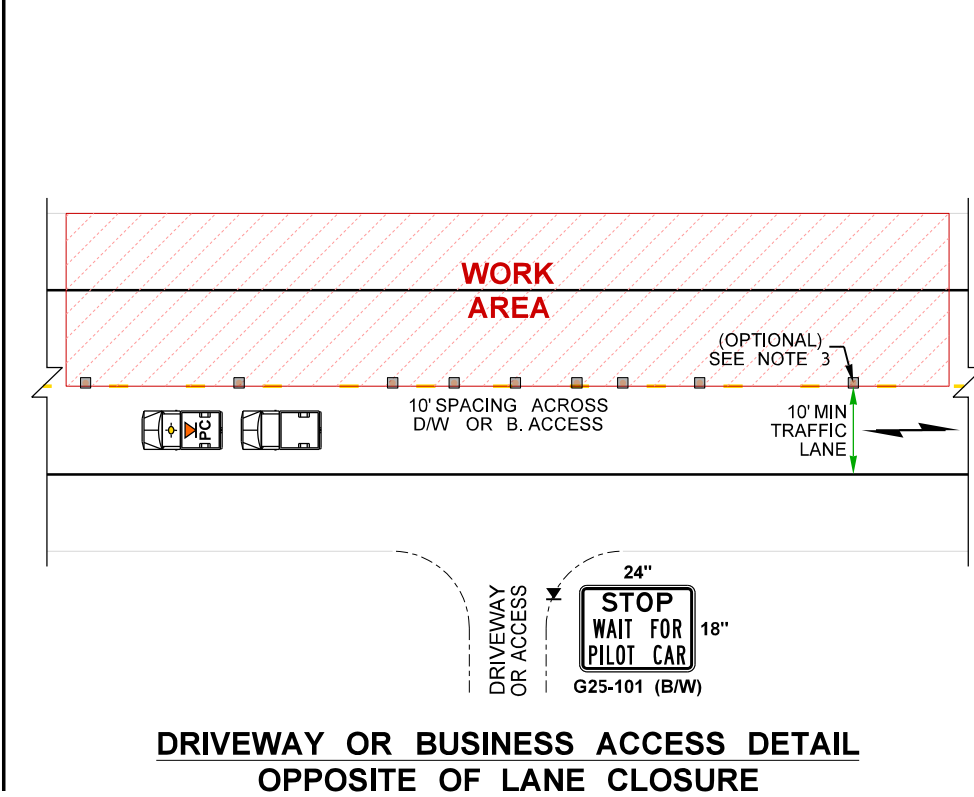 WORK
AREA
(OPTIONAL)
SEE NOTE 3
10' SPACING ACROSS
D/W OR B. ACCESS
10' MIN
TRAFFIC
LANE
PC
DRIVEWAY
OR ACCESS
24"
STOP
WAIT FOR
PILOT CAR
18"
G25-101 (B/W)
DRIVEWAY OR BUSINESS ACCESS DETAIL
OPPOSITE OF LANE CLOSURE